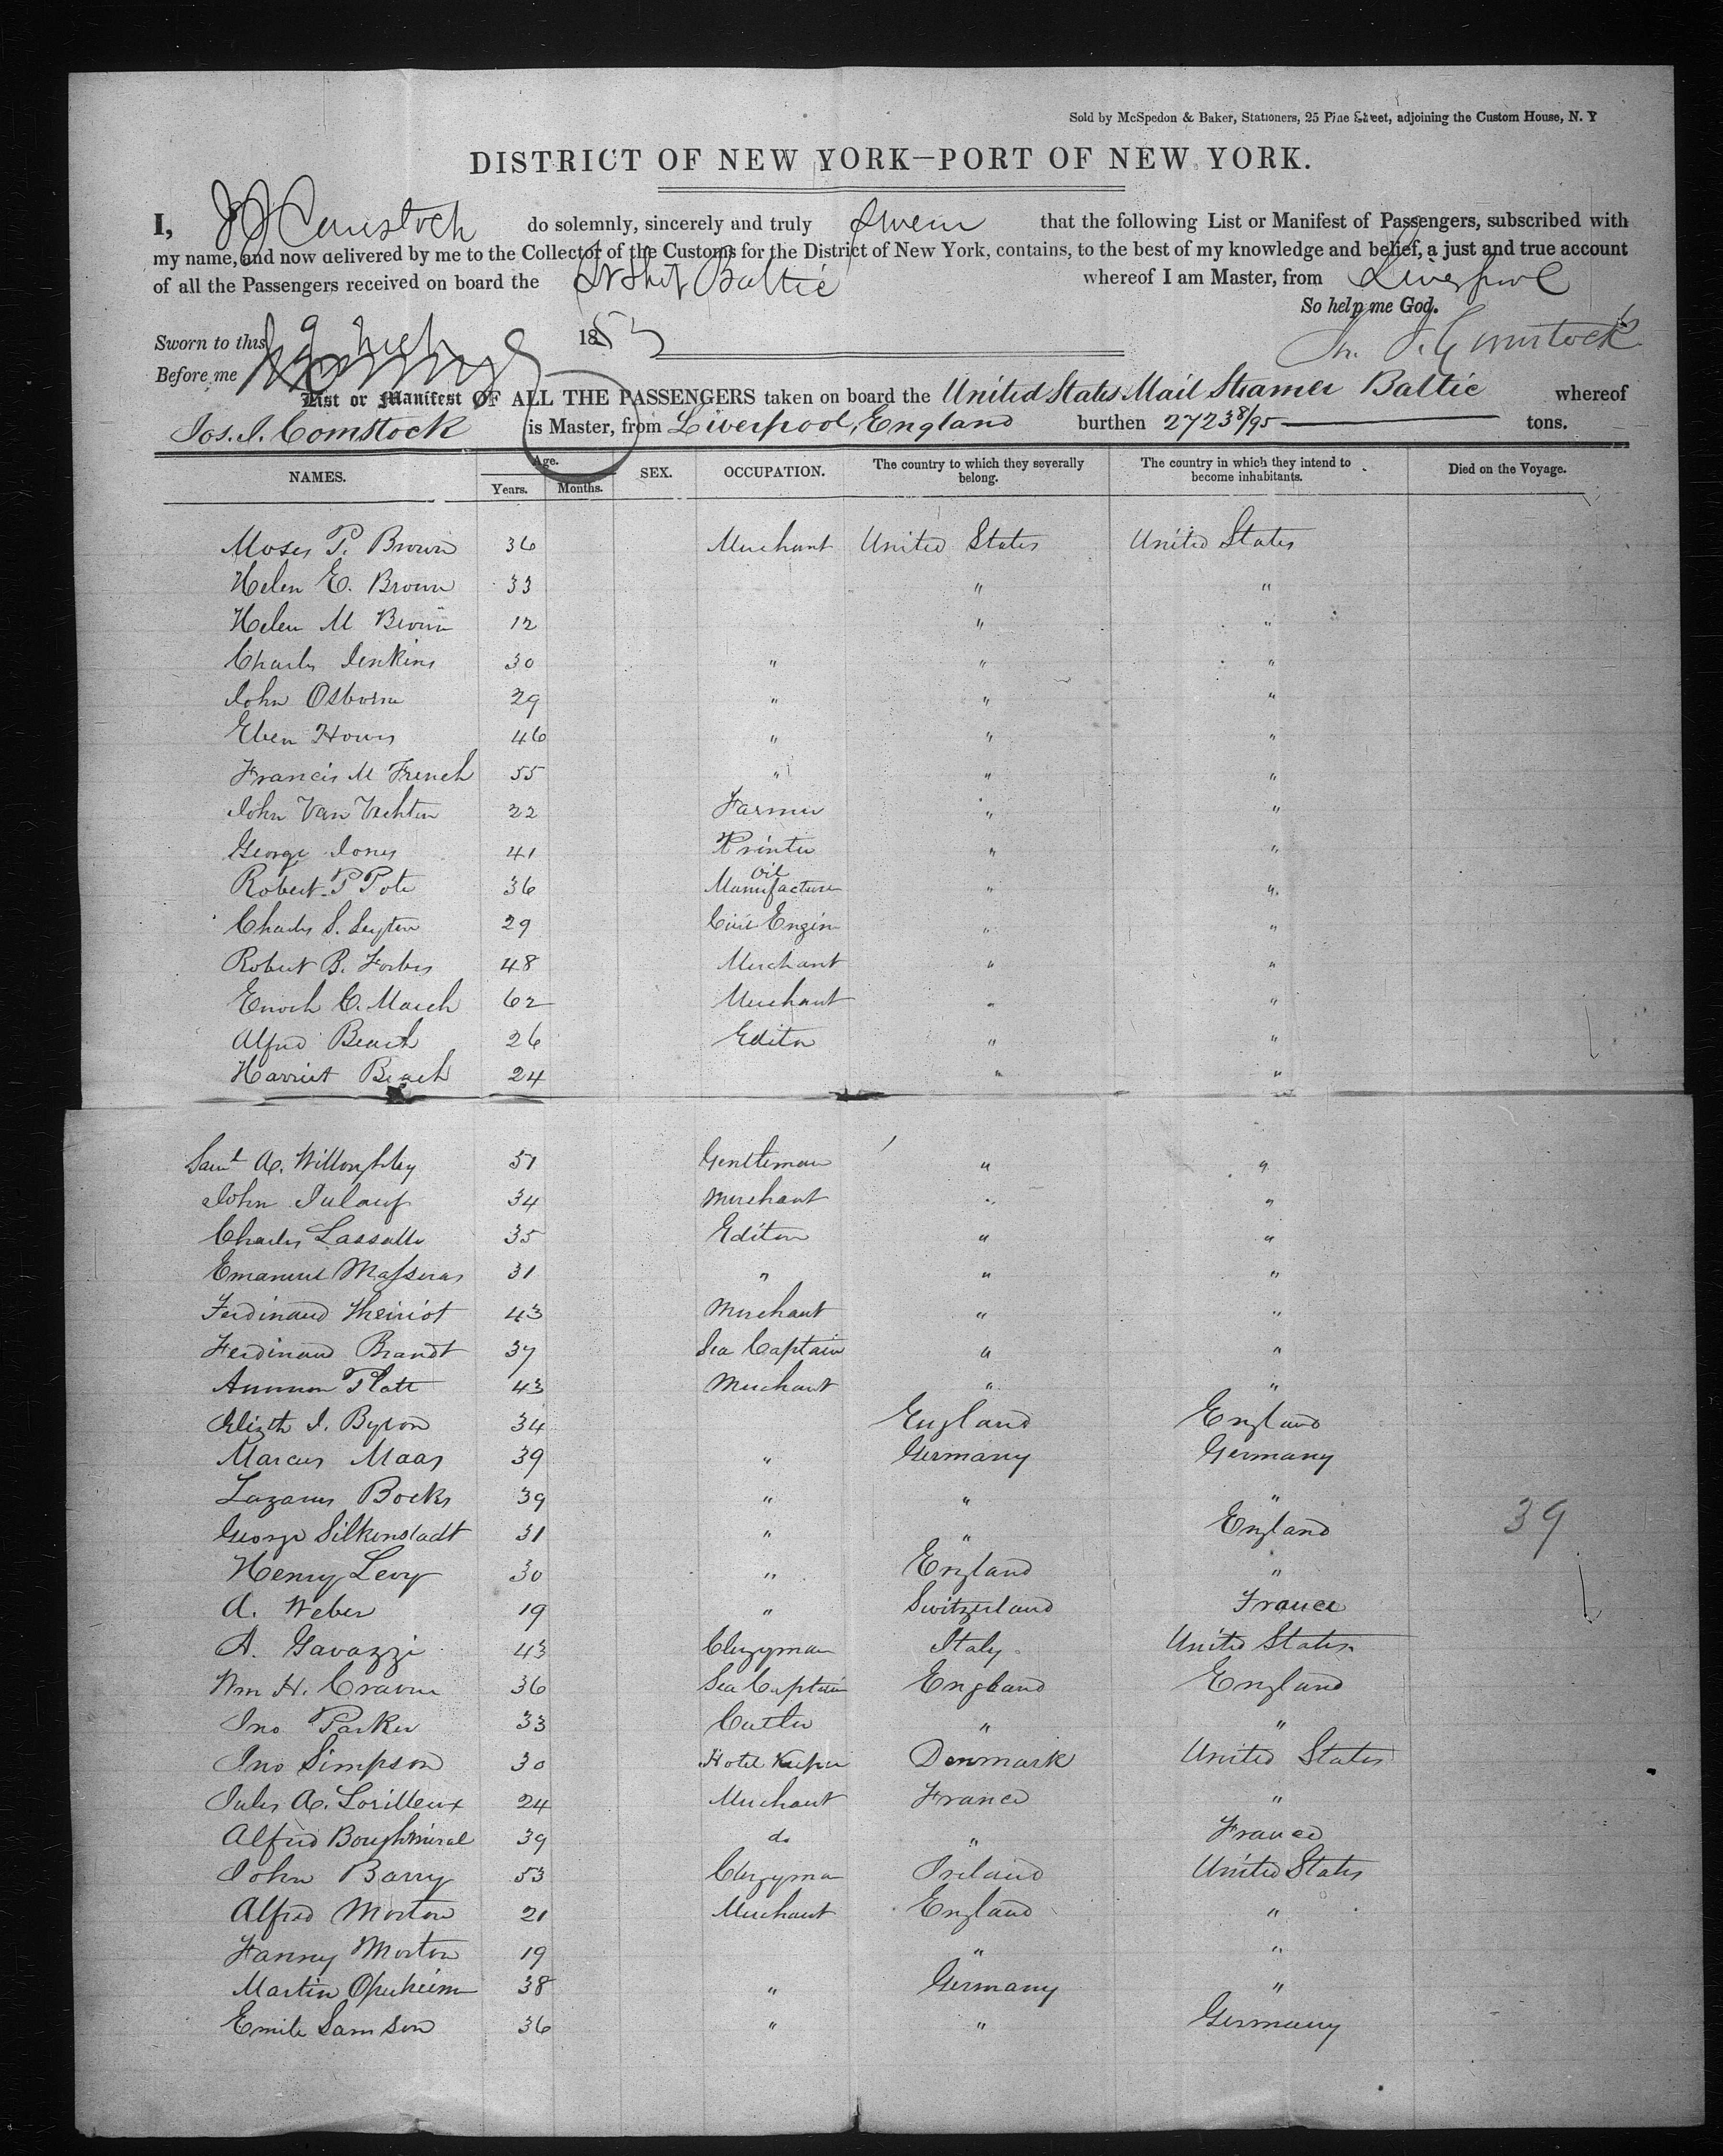 Sold by McSpedon & Baker, Stationers, 25 Pine Street, adjoining the Custom House, N. Y
DISTRICT OF NEW YORK—PORT OF NEW YORK.
I, J J Comstock do solemnly, sincerely and truly swear that the following List or Manifest of Passengers, subscribed with
my name, and now delivered by me to the Collector of the Customs for the District of New York, contains, to the best of my knowledge and belief, a just and true account
of all the Passengers received on board the Baltic whereof I am Master, from Liverpool
So help me God.
Sworn to this 1853
J. J. Comstock
Before me
List or Manifest OF ALL THE PASSENGERS taken on board the United States Mail Steamer Baltic whereof
Jos. J. Comstock is Master, from Liverpool, England burthen 2723 8/95 tons.
NAMES. Age. Years. Months. SEX. OCCUPATION. The country to which they severally belong. The country in which they intend to become inhabitants. Died on the Voyage.
Moses P. Brown 36 Merchant United States United States
Helen E. Brown 33 " "
Helen M Brown 12 " "
Charles Jenkins 30 " " "
John Osborn 29 " " "
Eben Howes 46 " " "
Francis M French 55 " " "
John Van Vechten 22 Farmer " "
George Jones 41 Printer " "
Robert P Pote 36 Oil Manufacturer " "
Charles S. 29 Civil Engin " "
Robert B. Forbes 48 Merchant " "
Enoch C. March 62 Merchant " "
Alfred Beach 26 Editor " "
Harriet Beach 24 " "
Saml A. Willoughby 51 Gentleman " "
John 34 Merchant " "
Charles Lassalle 35 Editor " "
Emanuel Masseras 31 " " "
Ferdinand Theiriot 43 Merchant " "
Ferdinand Brandt 37 Sea Captain " "
Ammon Platt 43 Merchant " "
Elizth J. Byron 34 England England
Marcus Maas 39 " Germany Germany
Lazarus Bocks 39 " " "
George Silkenstadt 31 " " England 39
Henry Levy 30 " England "
A. Weber 19 " Switzerland France
A. Gavazzi 43 Clergyman Italy United States
Wm H. Craven 36 Sea Captain England England
Jno Parker 33 Cutler " "
Jno Simpson 30 Hotel Keeper Denmark United States
Jules A. Lorilleux 24 Merchant France "
Alfred 39 do " France
John Barry 53 Clergyman Ireland United States
Alfred Morton 21 Merchant England "
Fanny Morton 19 " "
Martin Openheim 38 " Germany "
Emile Samson 36 " " Germany